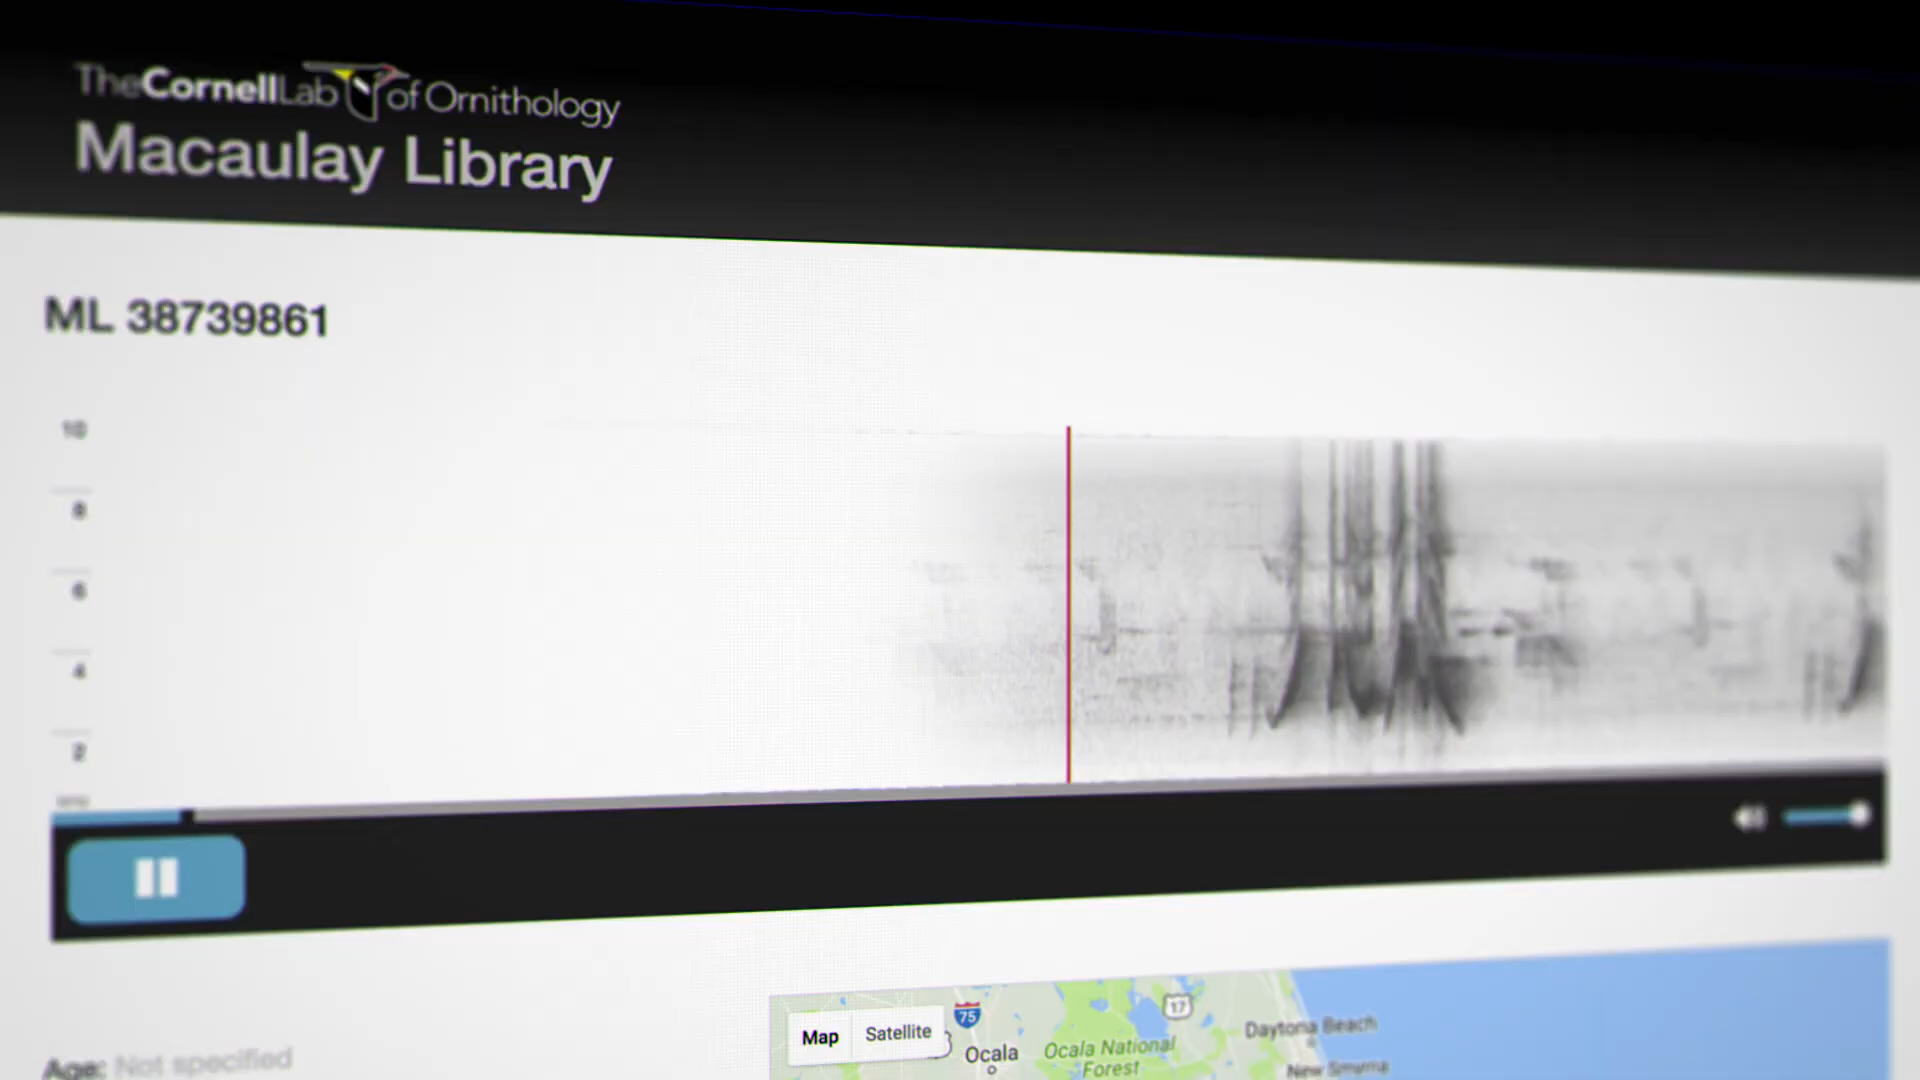 TheCornellLab of Ornithology
Macaulay Library
ML 38739861
10
8
6
4
2
Map
Satellite
75
17
Daytona Beach
Ocala
Ocala National
Forest
New Smyrna
Age: Not specified